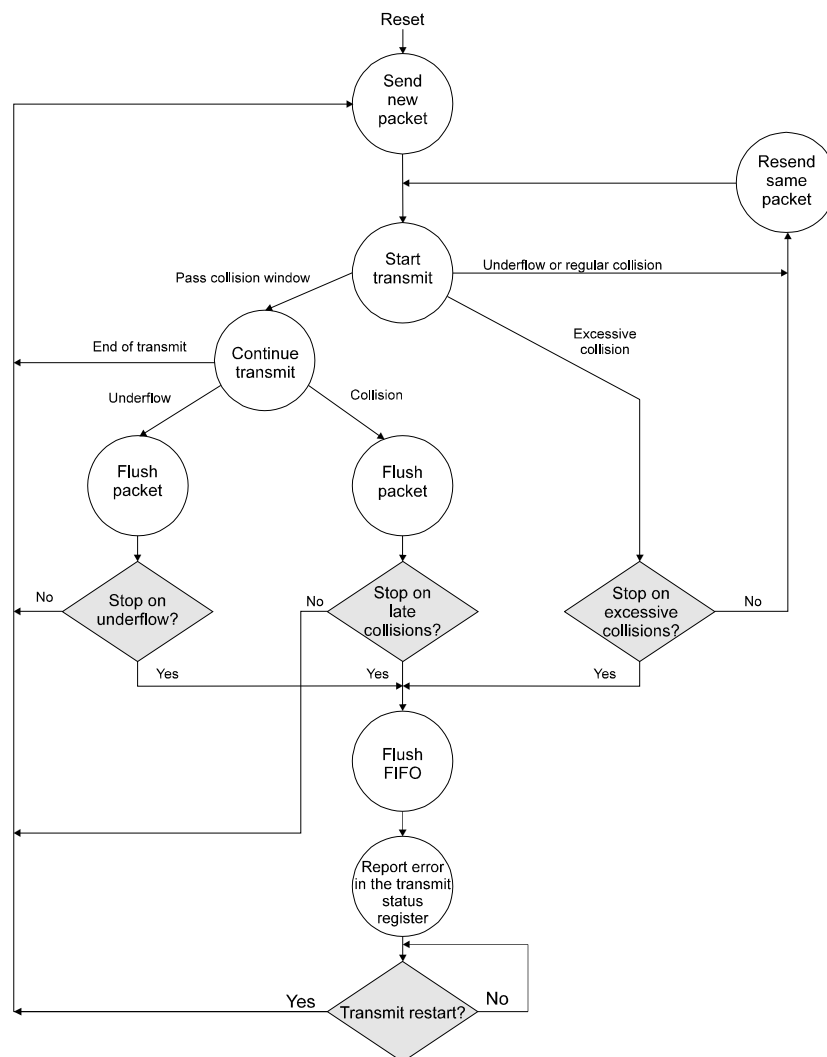 Reset
Send
new
packet
Resend
same
packet
Start
transmit
Underflow or regular collision
Pass collision window
Excessive
collision
End of transmit
Continue
transmit
Underflow
Collision
Flush
packet
Flush
packet
No
Stop on
underflow?
No
Stop on
late
collisions?
Stop on
excessive
collisions?
No
Yes
Yes
Yes
Flush
FIFO
Report error
in the transmit
status
register
Yes
Transmit restart?
No